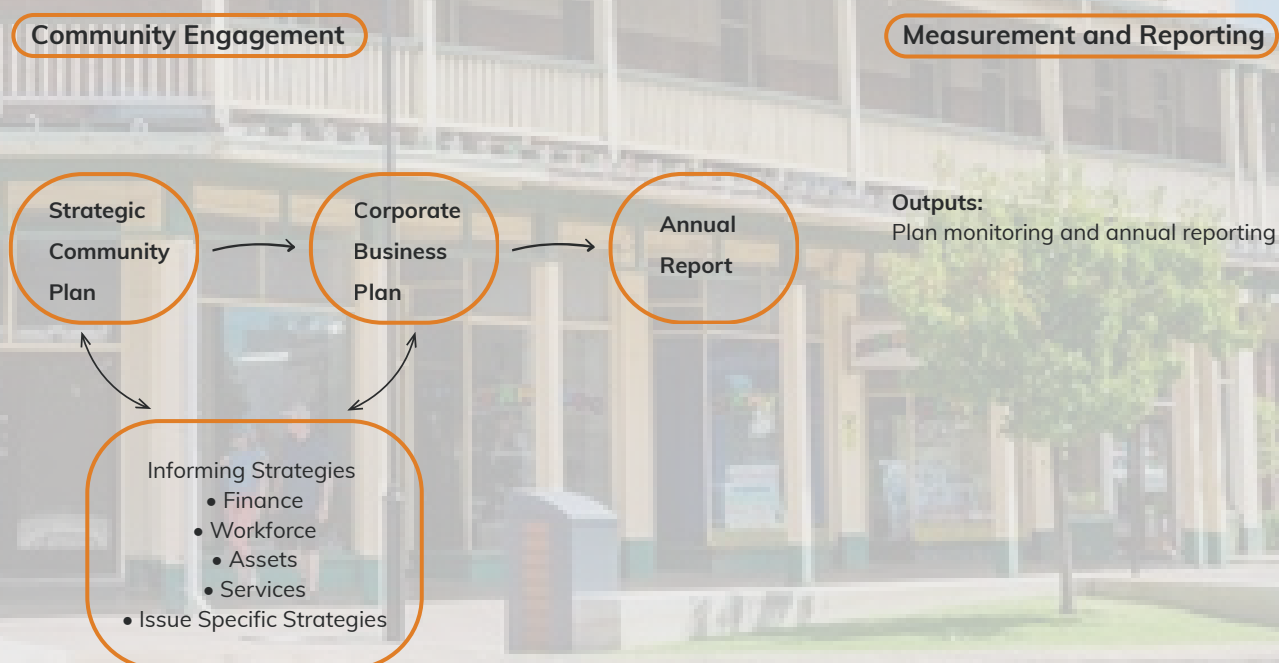 Community Engagement
Measurement and Reporting
Strategic
Community
Plan
Corporate
Business
Plan
Annual
Report
Outputs:
Plan monitoring and annual reporting
Informing Strategies
• Finance
• Workforce
• Assets
• Services
• Issue Specific Strategies